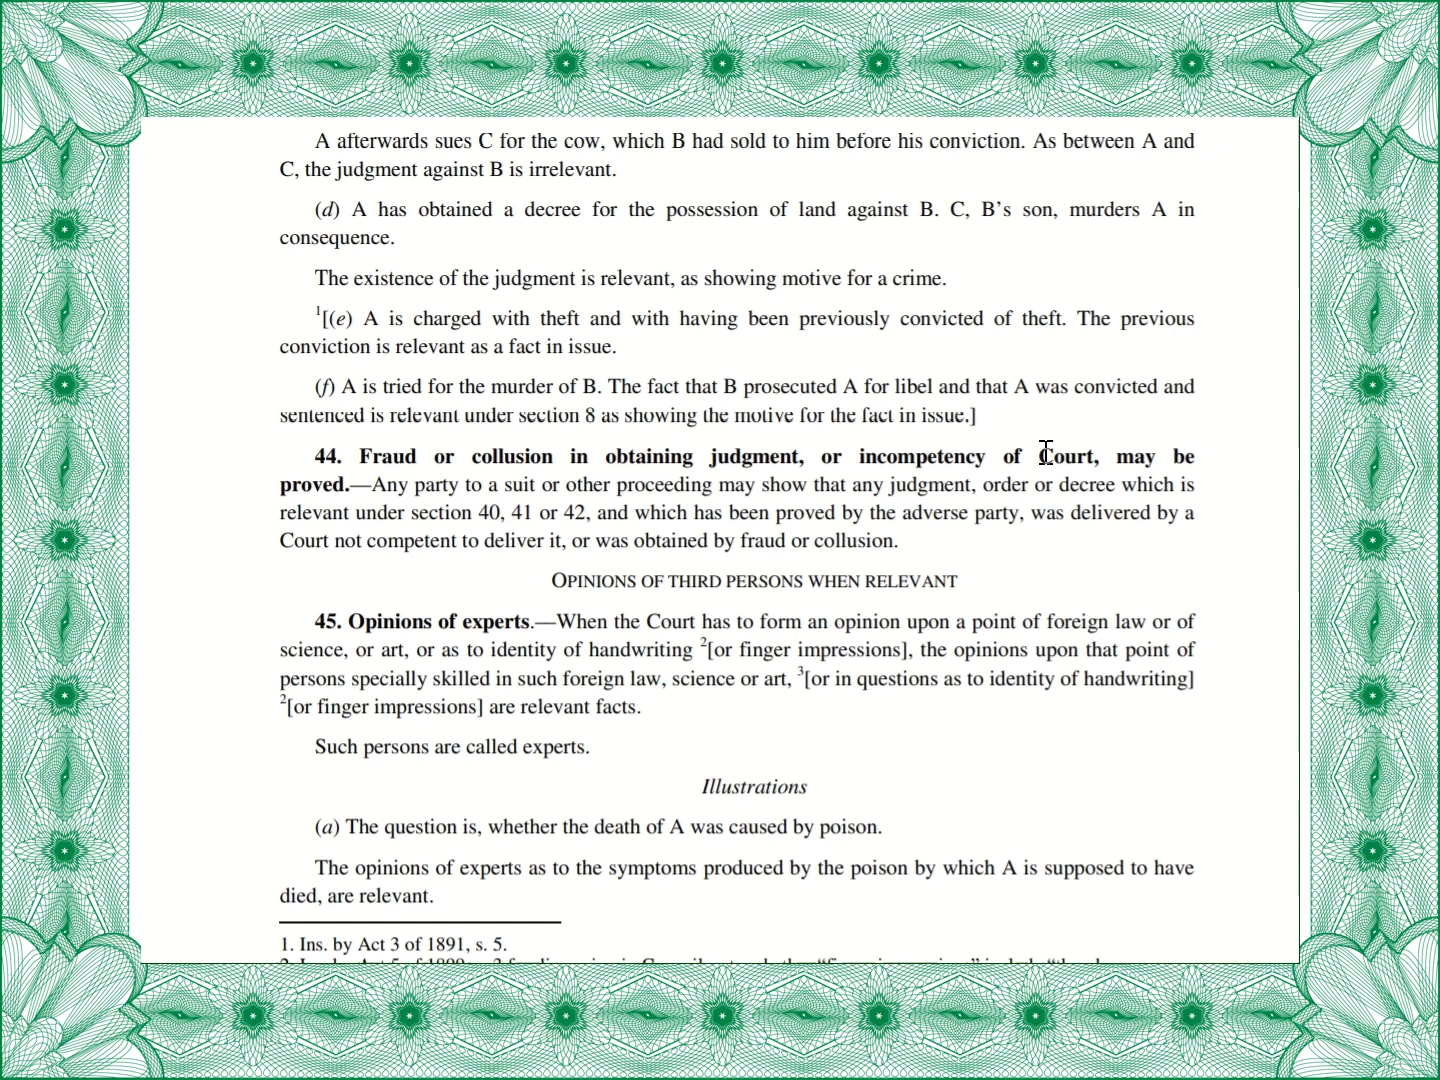 A afterwards sues C for the cow, which B had sold to him before his conviction. As between A and
C, the judgment against B is irrelevant.
(d) A has obtained a decree for the possession of land against B. C, B’s son, murders A in
consequence.
The existence of the judgment is relevant, as showing motive for a crime.
1[(e) A is charged with theft and with having been previously convicted of theft. The previous
conviction is relevant as a fact in issue.
(f) A is tried for the murder of B. The fact that B prosecuted A for libel and that A was convicted and
sentenced is relevant under section 8 as showing the motive for the fact in issue.]
44. Fraud or collusion in obtaining judgment, or incompetency of Court, may be
proved.—Any party to a suit or other proceeding may show that any judgment, order or decree which is
relevant under section 40, 41 or 42, and which has been proved by the adverse party, was delivered by a
Court not competent to deliver it, or was obtained by fraud or collusion.
OPINIONS OF THIRD PERSONS WHEN RELEVANT
45. Opinions of experts.—When the Court has to form an opinion upon a point of foreign law or of
science, or art, or as to identity of handwriting 2[or finger impressions], the opinions upon that point of
persons specially skilled in such foreign law, science or art, 3[or in questions as to identity of handwriting]
2[or finger impressions] are relevant facts.
Such persons are called experts.
Illustrations
(a) The question is, whether the death of A was caused by poison.
The opinions of experts as to the symptoms produced by the poison by which A is supposed to have
died, are relevant.
1. Ins. by Act 3 of 1891, s. 5.